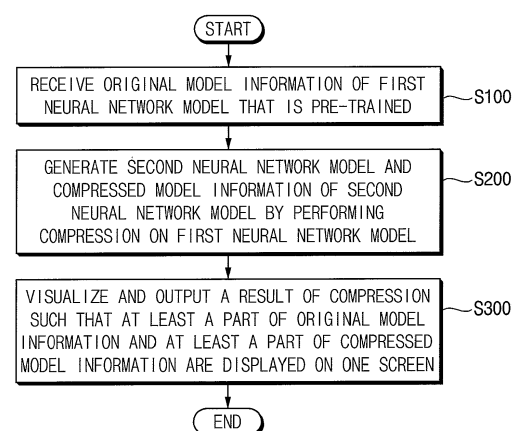 START
RECEIVE ORIGINAL MODEL INFORMATION OF FIRST
NEURAL NETWORK MODEL THAT IS PRE-TRAINED
S100
GENERATE SECOND NEURAL NETWORK MODEL AND
COMPRESSED MODEL INFORMATION OF SECOND
NEURAL NETWORK MODEL BY PERFORMING
COMPRESSION ON FIRST NEURAL NETWORK MODEL
S200
VISUALIZE AND OUTPUT A RESULT OF COMPRESSION
SUCH THAT AT LEAST A PART OF ORIGINAL MODEL
INFORMATION AND AT LEAST A PART OF COMPRESSED
MODEL INFORMATION ARE DISPLAYED ON ONE SCREEN
S300
END